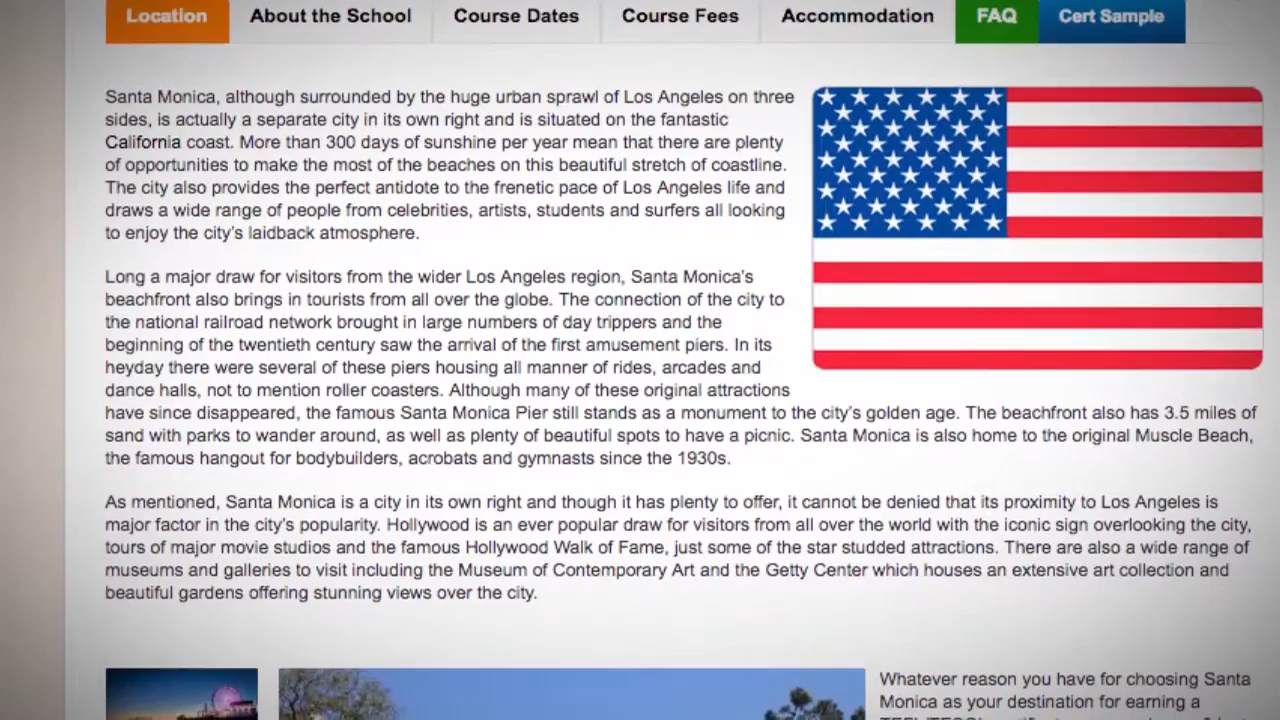 Location
About the School
Course Dates
Course Fees
Accommodation
FAQ
Cert Sample
Santa Monica, although surrounded by the huge urban sprawl of Los Angeles on three
sides, is actually a separate city in its own right and is situated on the fantastic
California coast. More than 300 days of sunshine per year mean that there are plenty
of opportunities to make the most of the beaches on this beautiful stretch of coastline.
The city also provides the perfect antidote to the frenetic pace of Los Angeles life and
draws a wide range of people from celebrities, artists, students and surfers all looking
to enjoy the city's laidback atmosphere.
Long a major draw for visitors from the wider Los Angeles region, Santa Monica's
beachfront also brings in tourists from all over the globe. The connection of the city to
the national railroad network brought in large numbers of day trippers and the
beginning of the twentieth century saw the arrival of the first amusement piers. In its
heyday there were several of these piers housing all manner of rides, arcades and
dance halls, not to mention roller coasters. Although many of these original attractions
have since disappeared, the famous Santa Monica Pier still stands as a monument to the city's golden age. The beachfront also has 3.5 miles of
sand with parks to wander around, as well as plenty of beautiful spots to have a picnic. Santa Monica is also home to the original Muscle Beach,
the famous hangout for bodybuilders, acrobats and gymnasts since the 1930s.
As mentioned, Santa Monica is a city in its own right and though it has plenty to offer, it cannot be denied that its proximity to Los Angeles is
major factor in the city's popularity. Hollywood is an ever popular draw for visitors from all over the world with the iconic sign overlooking the city,
tours of major movie studios and the famous Hollywood Walk of Fame, just some of the star studded attractions. There are also a wide range of
museums and galleries to visit including the Museum of Contemporary Art and the Getty Center which houses an extensive art collection and
beautiful gardens offering stunning views over the city.
Whatever reason you have for choosing Santa
Monica as your destination for earning a